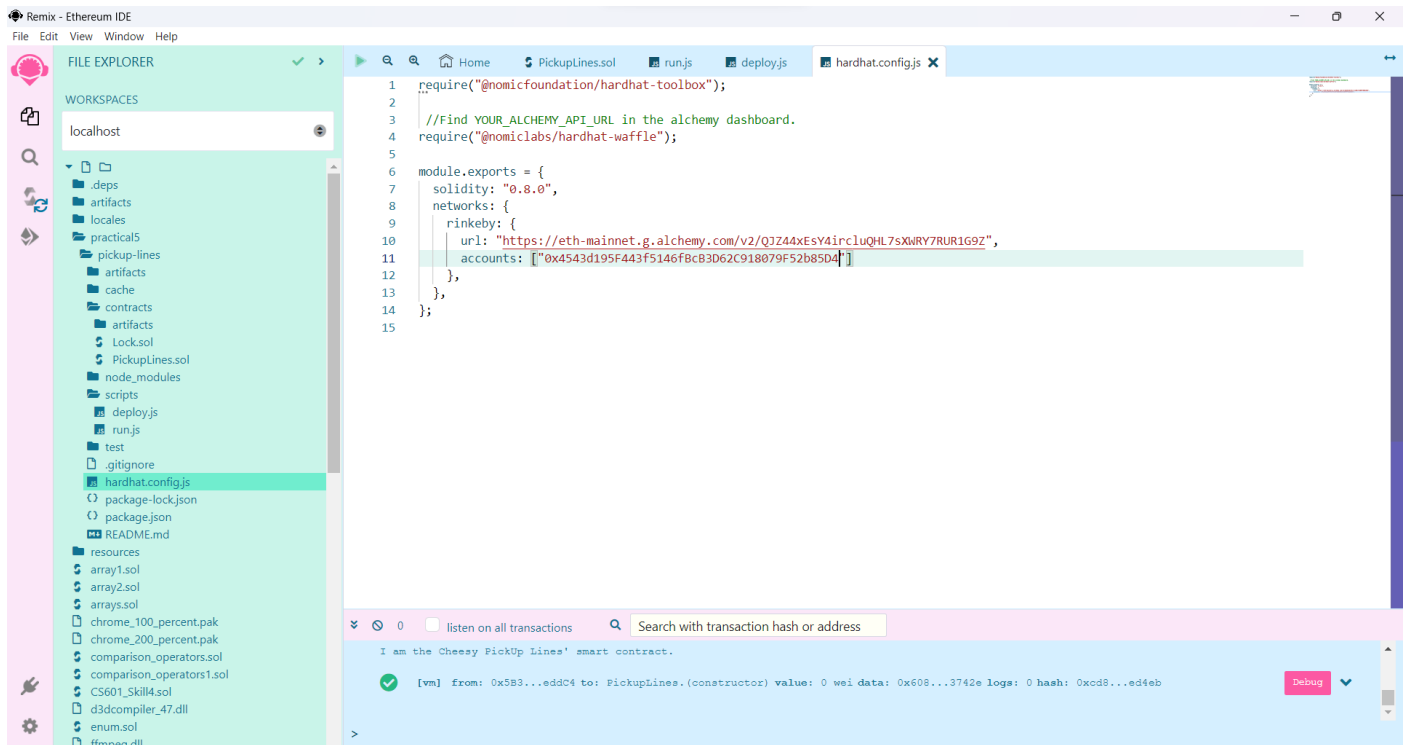 Remix - Ethereum IDE
File Edit View Window Help
FILE EXPLORER
WORKSPACES
localhost
.deps
artifacts
locales
practical5
pickup-lines
artifacts
cache
contracts
artifacts
Lock.sol
PickupLines.sol
node_modules
scripts
deploy.js
run.js
test
.gitignore
hardhat.config.js
package-lock.json
package.json
README.md
resources
array1.sol
array2.sol
arrays.sol
chrome_100_percent.pak
chrome_200_percent.pak
comparison_operators.sol
comparison_operators1.sol
CS601_Skill4.sol
d3dcompiler_47.dll
enum.sol
ffmpeg.dll
Home PickupLines.sol run.js deploy.js hardhat.config.js
1 require("@nomicfoundation/hardhat-toolbox");
2
3 //Find YOUR_ALCHEMY_API_URL in the alchemy dashboard.
4 require("@nomiclabs/hardhat-waffle");
5
6 module.exports = {
7 solidity: "0.8.0",
8 networks: {
9 rinkeby: {
10 url: "https://eth-mainnet.g.alchemy.com/v2/QJZ44xEsY4ircluQHL7sXWRY7RUR1G9Z",
11 accounts: ["0x4543d195F443f5146fBcB3D62C918079F52b85D4"]
12 },
13 },
14 };
15
0 listen on all transactions Search with transaction hash or address
I am the Cheesy PickUp Lines' smart contract.
[vm] from: 0x5B3...eddC4 to: PickupLines.(constructor) value: 0 wei data: 0x608...3742e logs: 0 hash: 0xcd8...ed4eb Debug
>